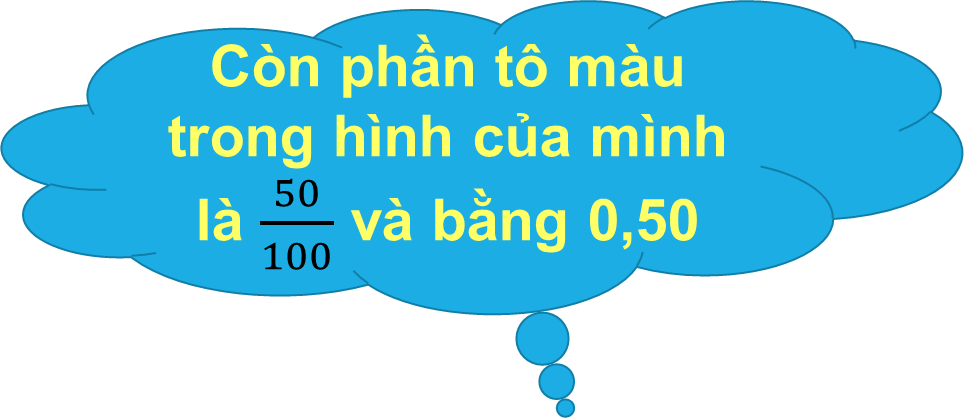 Còn phần tô màu
trong hình của mình
là 50/100 và bằng 0,50